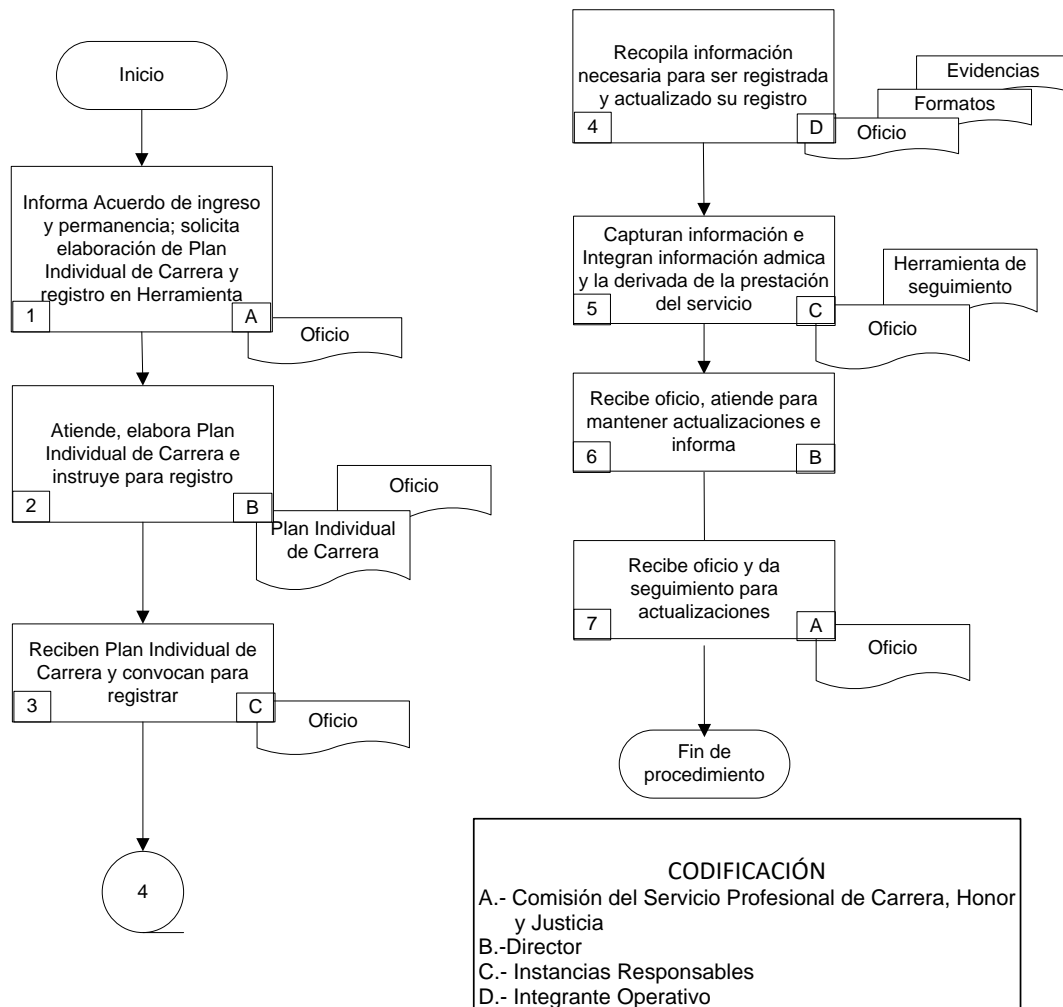 Inicio
Informa Acuerdo de ingreso
y permanencia; solicita
elaboración de Plan
Individual de Carrera y
registro en Herramienta
1
A
Oficio
Atiende, elabora Plan
Individual de Carrera e
instruye para registro
2
B
Oficio
Plan Individual
de Carrera
Reciben Plan Individual de
Carrera y convocan para
registrar
3
C
Oficio
4
Recopila información
necesaria para ser registrada
y actualizado su registro
4
D
Evidencias
Formatos
Oficio
Capturan información e
Integran información admica
y la derivada de la prestación
del servicio
5
C
Herramienta de
seguimiento
Oficio
Recibe oficio, atiende para
mantener actualizaciones e
informa
6
B
Recibe oficio y da
seguimiento para
actualizaciones
7
A
Oficio
Fin de
procedimiento
CODIFICACIÓN
A.- Comisión del Servicio Profesional de Carrera, Honor
y Justicia
B.-Director
C.- Instancias Responsables
D.- Integrante Operativo